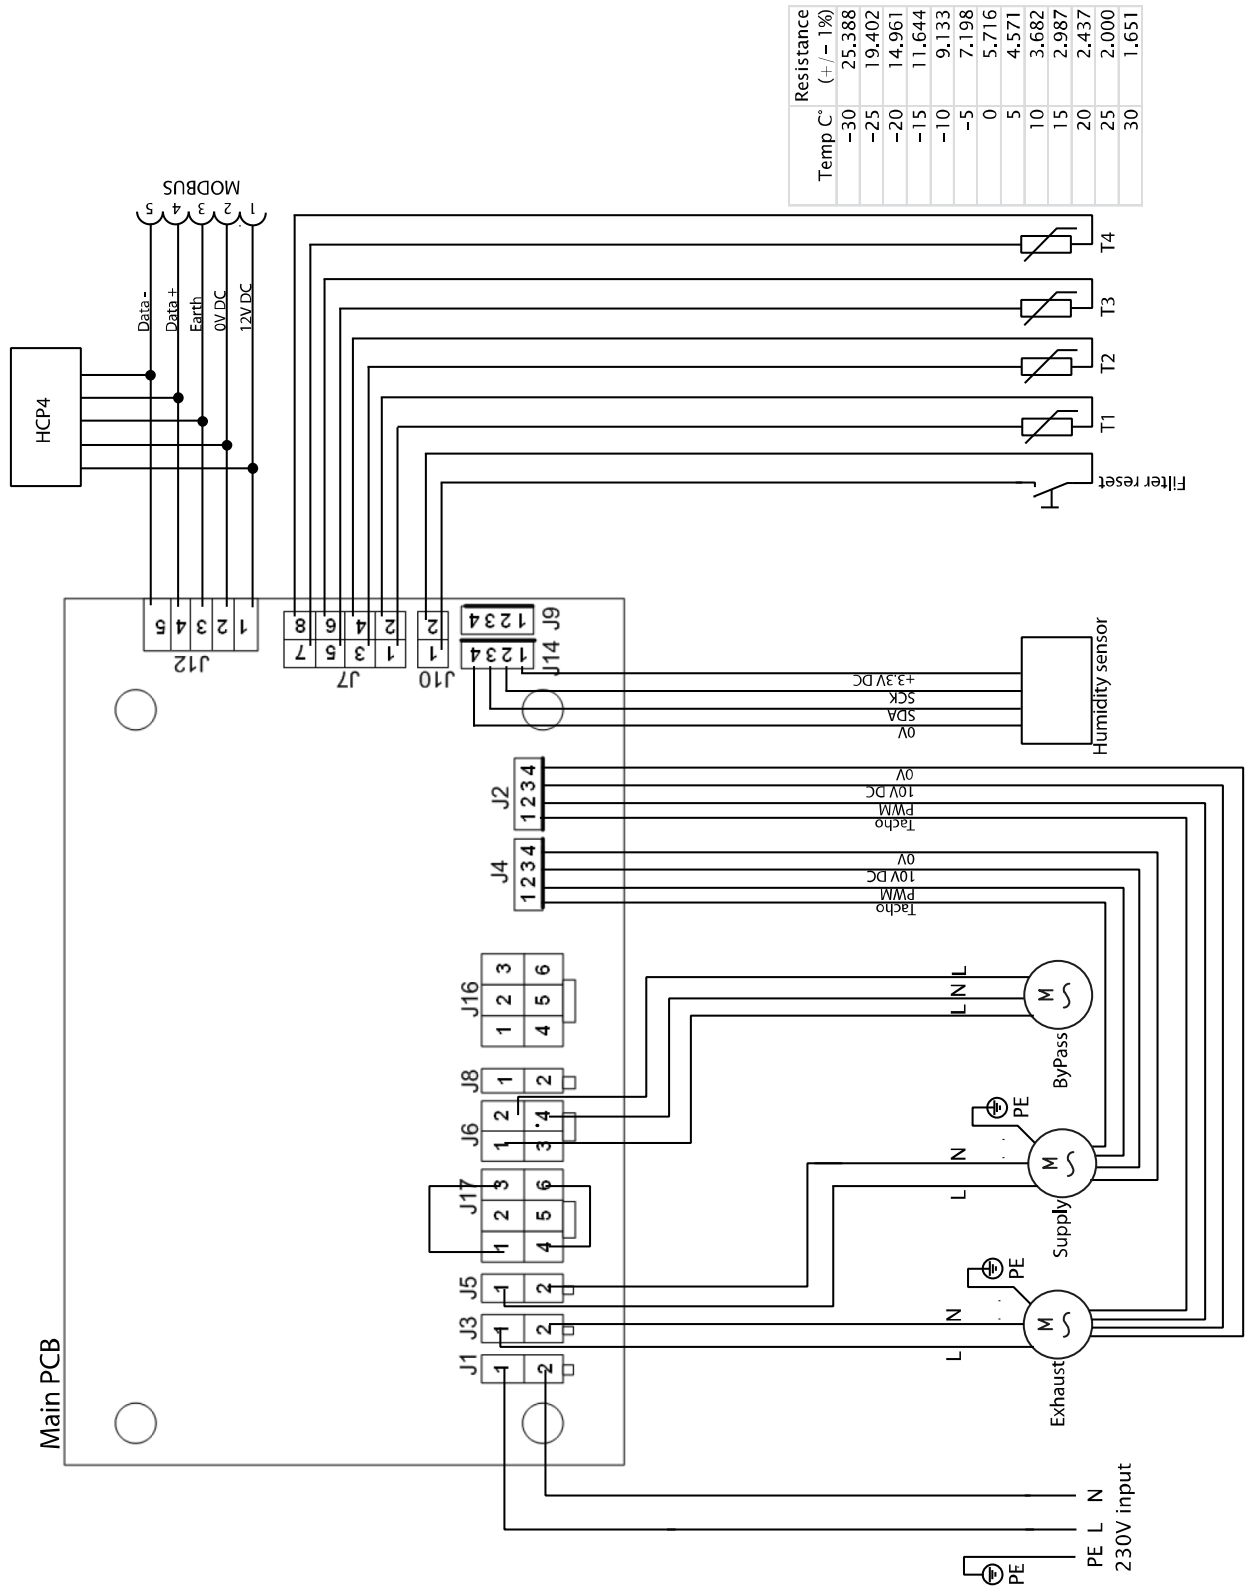 Main PCB
HCP4
MODBUS
5
4
3
2
1
Data -
Data +
Earth
0V DC
12V DC
J12
5
4
3
2
1
J7
8 6 4 2
7 5 3 1
J10
2
1
J9
1 2 3 4
J14
1 2 3 4
+3.3V DC
SCK
SDA
0V
Humidity sensor
Filter reset
T1
T2
T3
T4
Temp C° Resistance
(+/- 1%)
-30 25.388
-25 19.402
-20 14.961
-15 11.644
-10 9.133
-5 7.198
0 5.716
5 4.571
10 3.682
15 2.987
20 2.437
25 2.000
30 1.651
J2
1 2 3 4
0V
10V DC
PWM
Tacho
J4
1 2 3 4
0V
10V DC
PWM
Tacho
J16
1 2 3
4 5 6
J8
1
2
J6
1 2
3 4
J17
1 2 3
4 5 6
J5
1
2
J3
1
2
J1
1
2
L N L
M
ByPass
L N
M
Supply
PE
L N
M
Exhaust
PE
PE
PE L N
230V input